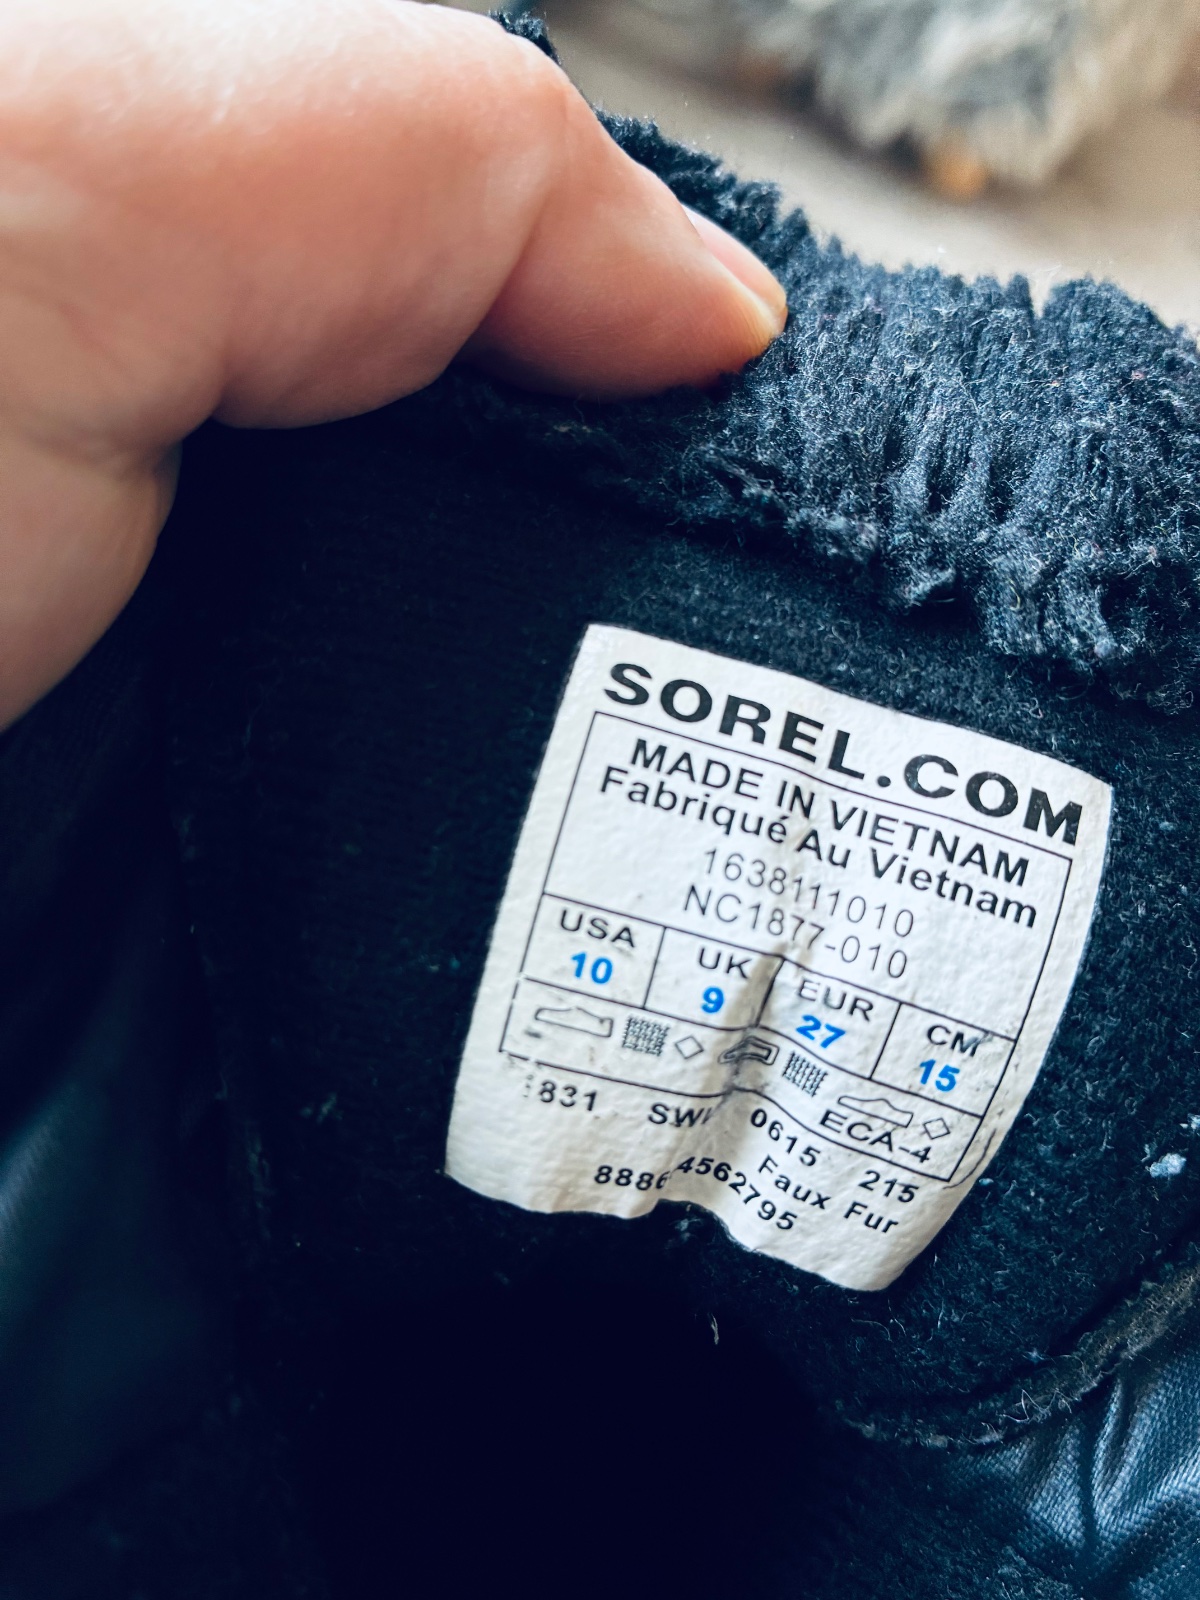 SOREL.COM
MADE IN VIETNAM
Fabriqué Au Vietnam
1638111010
NC1877-010
USA UK EUR CM
10 9 27 15
831 0615 ECA-4
215
Faux Fur
4562795